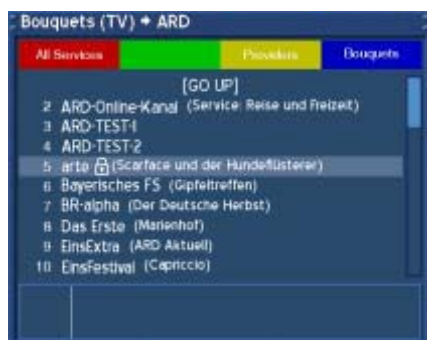 Bouquets (TV) → ARD
All Services Providers Bouquets
[GO UP]
2 ARD-Online-Kanal (Service: Reise und Freizeit)
3 ARD-TEST-1
4 ARD-TEST-2
5 arte (Scarface und der Hundeflüsterer)
6 Bayerisches FS (Gipfeltreffen)
7 BR-alpha (Der Deutsche Herbst)
8 Das Erste (Marienhof)
9 EinsExtra (ARD Aktuell)
10 EinsFestival (Capriccio)